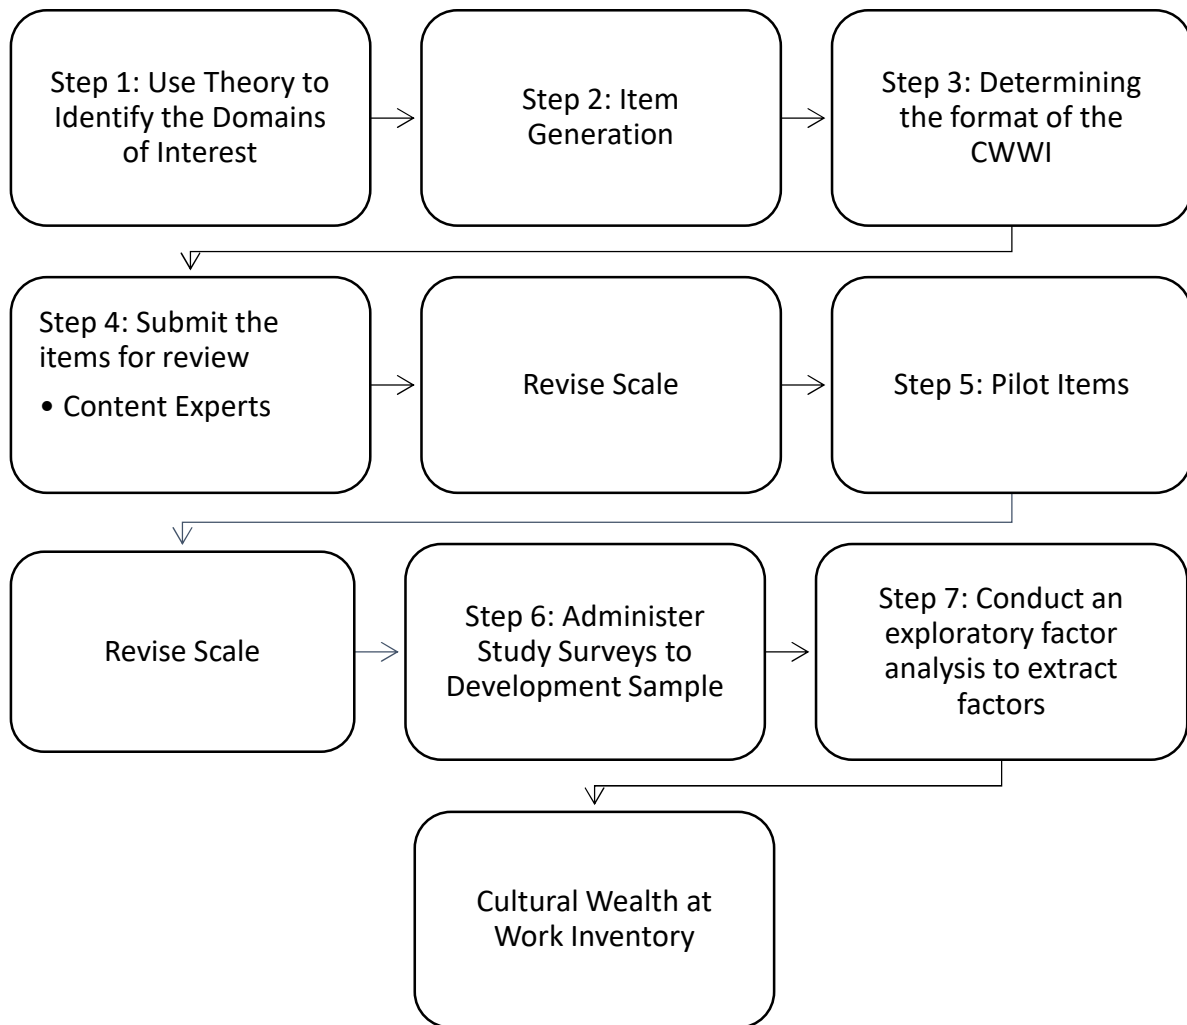 Step 1: Use Theory to
Identify the Domains
of Interest
Step 2: Item
Generation
Step 3: Determining
the format of the
CWWI
Step 4: Submit the
items for review
• Content Experts
Revise Scale
Step 5: Pilot Items
Revise Scale
Step 6: Administer
Study Surveys to
Development Sample
Step 7: Conduct an
exploratory factor
analysis to extract
factors
Cultural Wealth at
Work Inventory